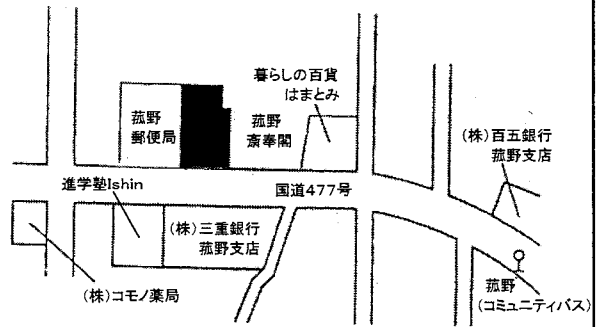 暮らしの百貨
はまとみ
菰野
郵便局
菰野
斎奉閣
(株)百五銀行
菰野支店
進学塾Ishin
国道477号
(株)三重銀行
菰野支店
(株)コモノ薬局
菰野
(コミュニティバス)